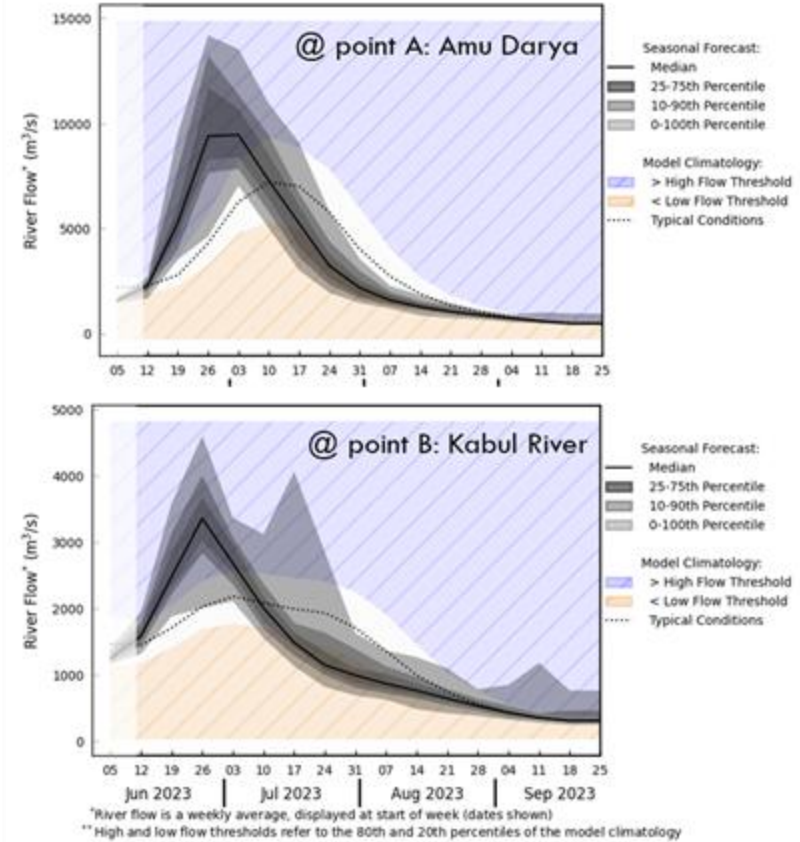 @ point A: Amu Darya
15000
10000
5000
0
River Flow* (m³/s)
05 12 19 26 03 10 17 24 31 07 14 21 28 04 11 18 25
Seasonal Forecast:
Median
25-75th Percentile
10-90th Percentile
0-100th Percentile
Model Climatology:
> High Flow Threshold
< Low Flow Threshold
Typical Conditions
@ point B: Kabul River
5000
4000
3000
2000
1000
0
River Flow* (m³/s)
05 12 19 26 03 10 17 24 31 07 14 21 28 04 11 18 25
Jun 2023 Jul 2023 Aug 2023 Sep 2023
Seasonal Forecast:
Median
25-75th Percentile
10-90th Percentile
0-100th Percentile
Model Climatology:
> High Flow Threshold
< Low Flow Threshold
Typical Conditions
*River flow is a weekly average, displayed at start of week (dates shown)
**High and low flow thresholds refer to the 80th and 20th percentiles of the model climatology